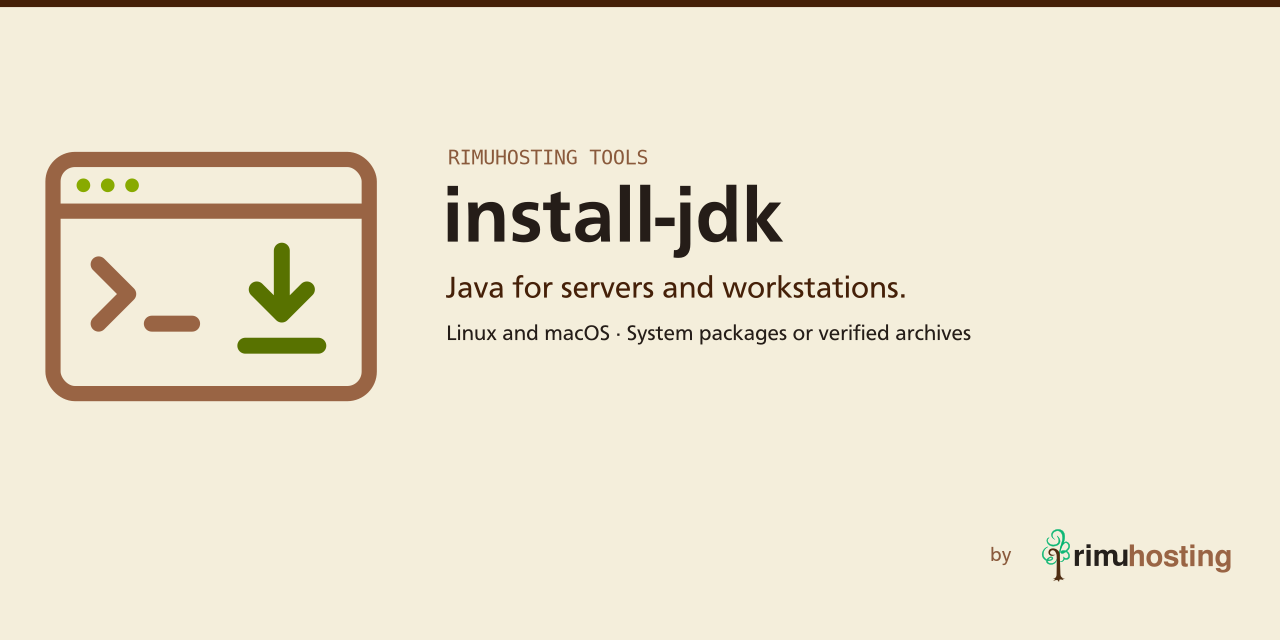 RIMUHOSTING TOOLS
install-jdk
Java for servers and workstations.
Linux and macOS · System packages or verified archives
by rimuhosting